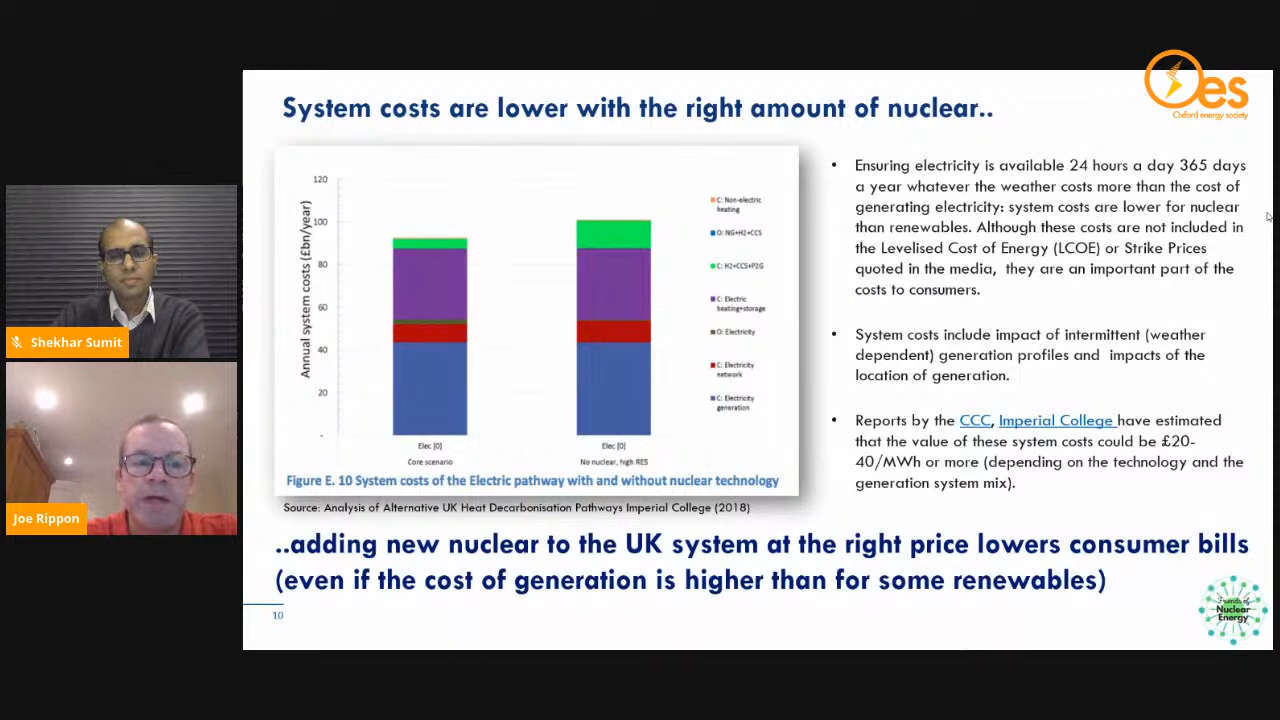 Oes
Oxford energy society
System costs are lower with the right amount of nuclear..
Annual system costs (£bn/year)
120
100
80
60
40
20
-
Elec [0]
Core scenario
Elec [0]
No nuclear, high RES
C: Non-electric
heating
O: NG+H2+CCS
C: H2+CCS+P2G
C: Electric
heating+storage
O: Electricity
C: Electricity
network
C: Electricity
generation
Figure E. 10 System costs of the Electric pathway with and without nuclear technology
Source: Analysis of Alternative UK Heat Decarbonisation Pathways Imperial College (2018)
• Ensuring electricity is available 24 hours a day 365 days
a year whatever the weather costs more than the cost of
generating electricity: system costs are lower for nuclear
than renewables. Although these costs are not included in
the Levelised Cost of Energy (LCOE) or Strike Prices
quoted in the media, they are an important part of the
costs to consumers.
• System costs include impact of intermittent (weather
dependent) generation profiles and impacts of the
location of generation.
• Reports by the CCC, Imperial College have estimated
that the value of these system costs could be £20-
40/MWh or more (depending on the technology and the
generation system mix).
..adding new nuclear to the UK system at the right price lowers consumer bills
(even if the cost of generation is higher than for some renewables)
10
Friends of
Nuclear
Energy
Shekhar Sumit
Joe Rippon